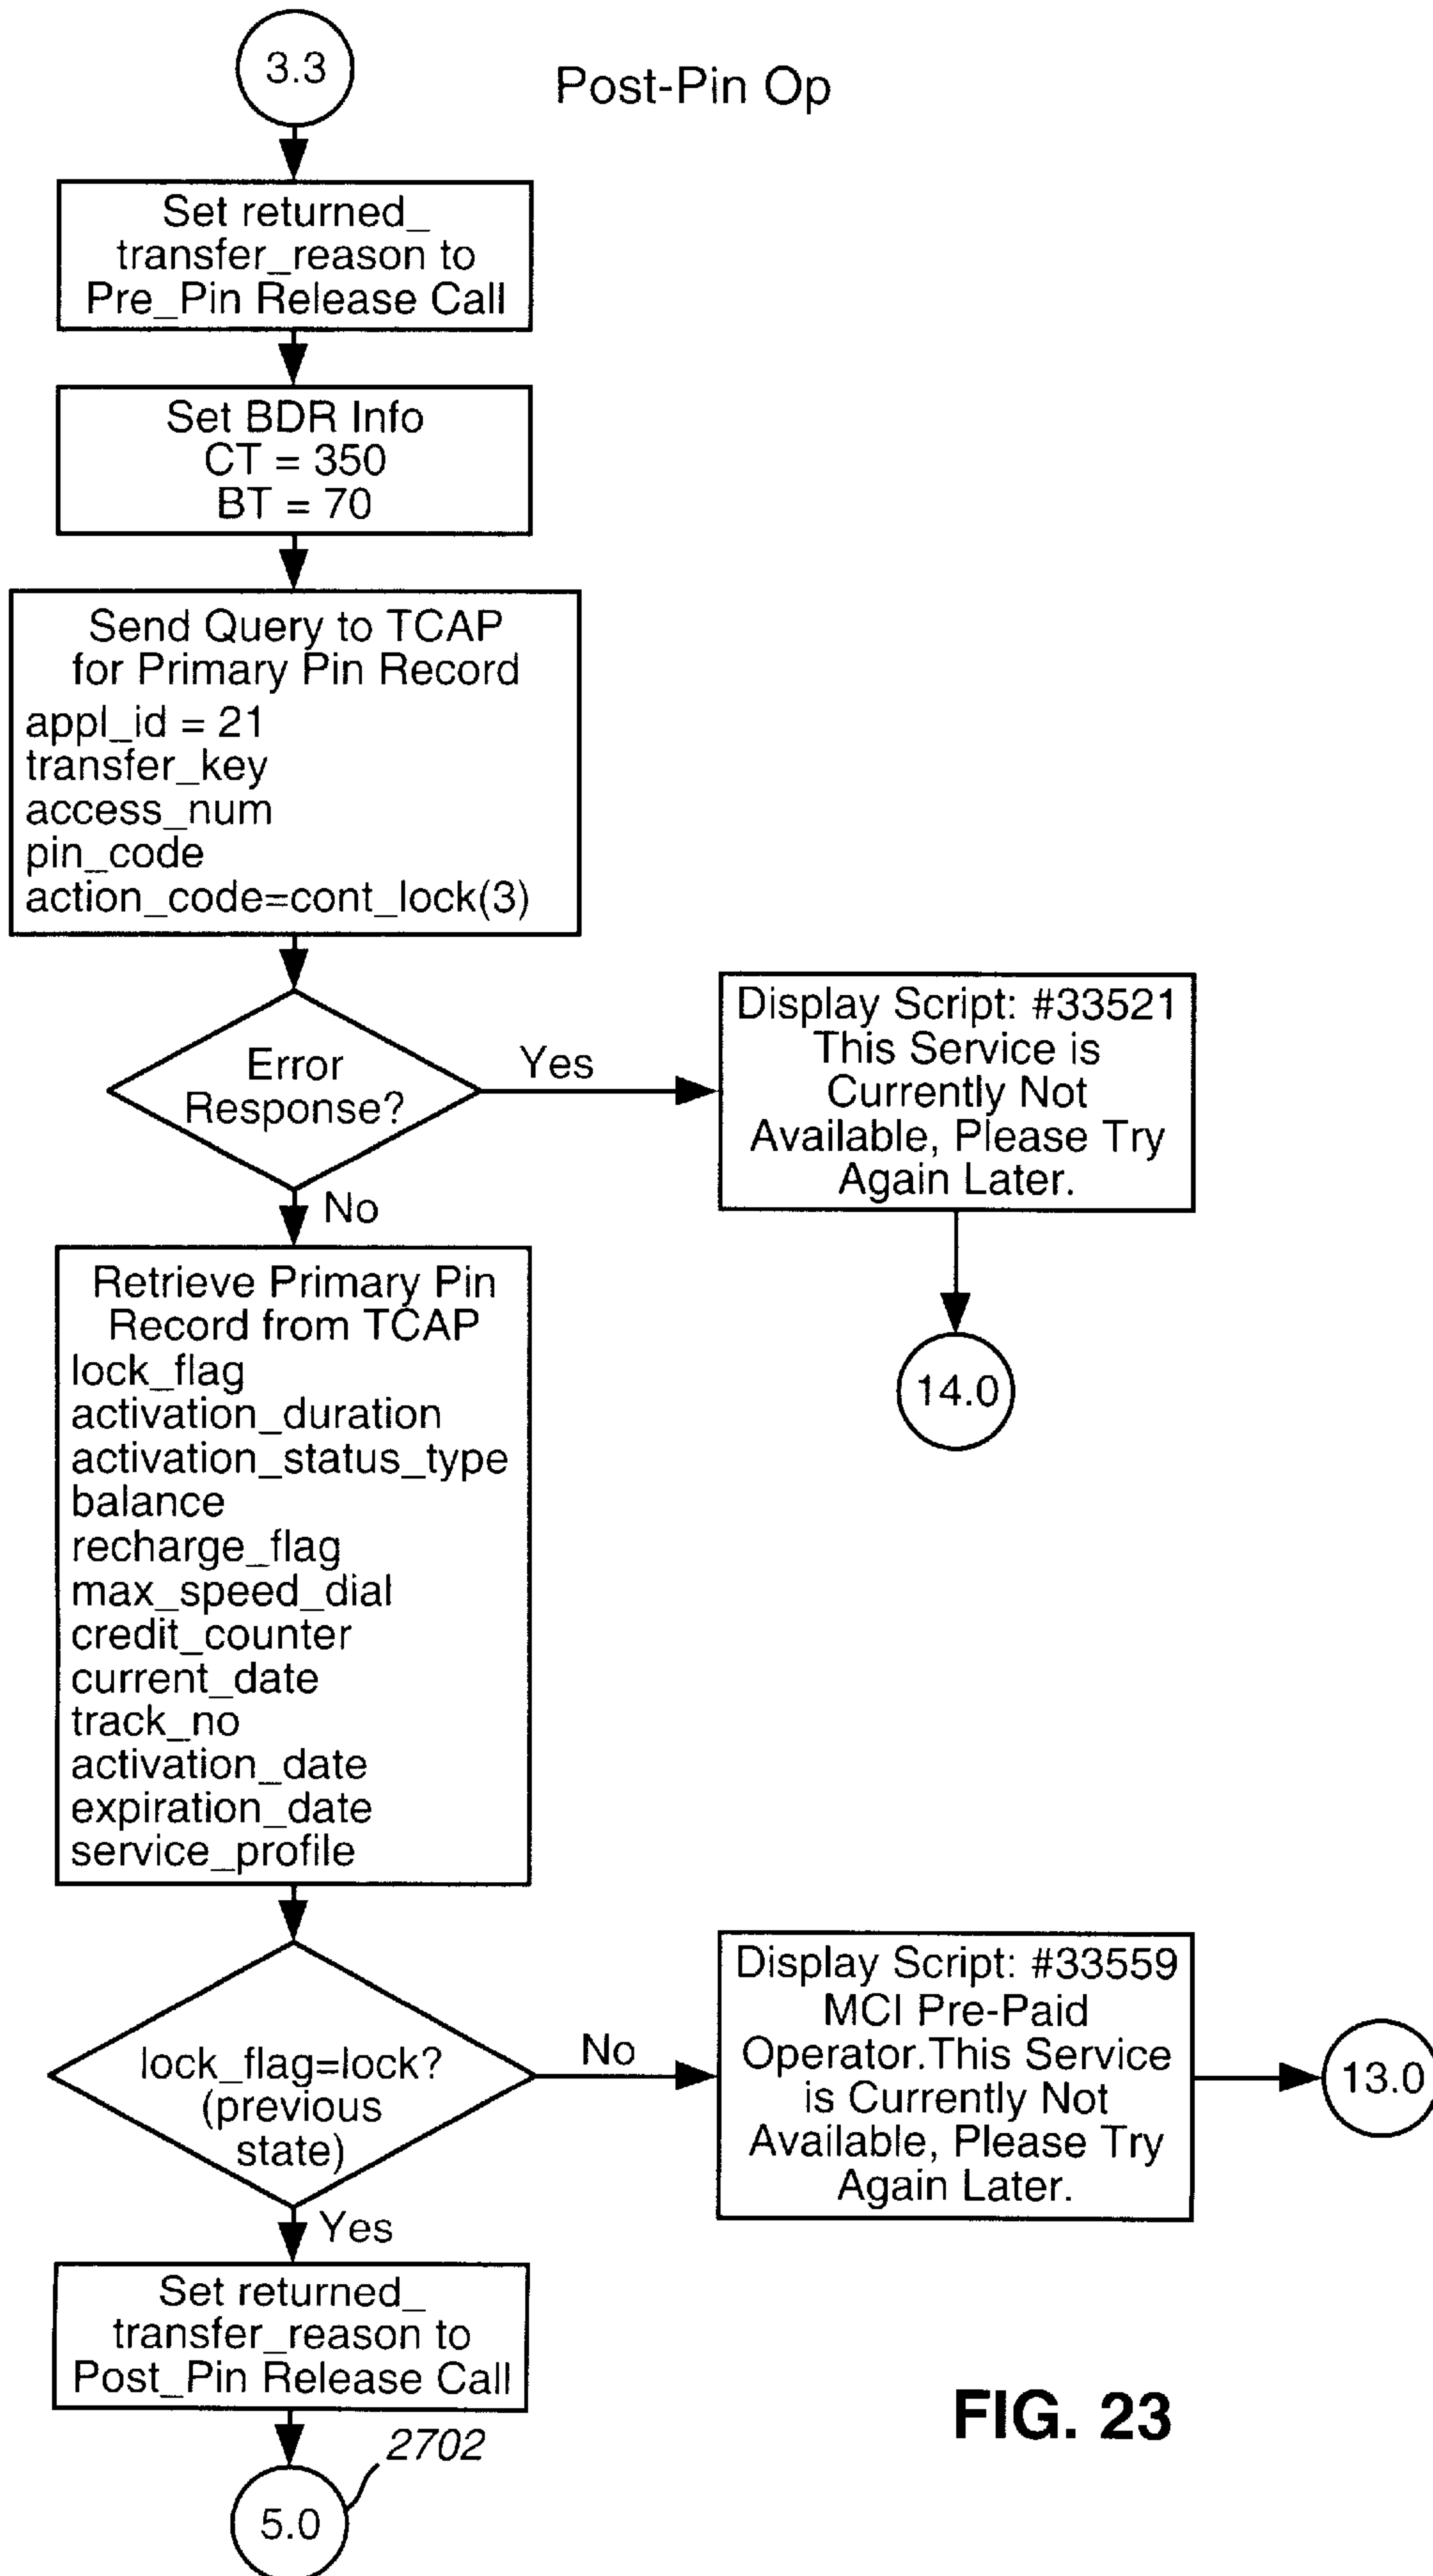 3.3
Post-Pin Op
Set returned_
transfer_reason to
Pre_Pin Release Call
Set BDR Info
CT = 350
BT = 70
Send Query to TCAP
for Primary Pin Record
appl_id = 21
transfer_key
access_num
pin_code
action_code=cont_lock(3)
Error
Response?
Yes
Display Script: #33521
This Service is
Currently Not
Available, Please Try
Again Later.
14.0
No
Retrieve Primary Pin
Record from TCAP
lock_flag
activation_duration
activation_status_type
balance
recharge_flag
max_speed_dial
credit_counter
current_date
track_no
activation_date
expiration_date
service_profile
lock_flag=lock?
(previous
state)
No
Display Script: #33559
MCI Pre-Paid
Operator.This Service
is Currently Not
Available, Please Try
Again Later.
13.0
Yes
Set returned_
transfer_reason to
Post_Pin Release Call
2702
5.0
FIG. 23